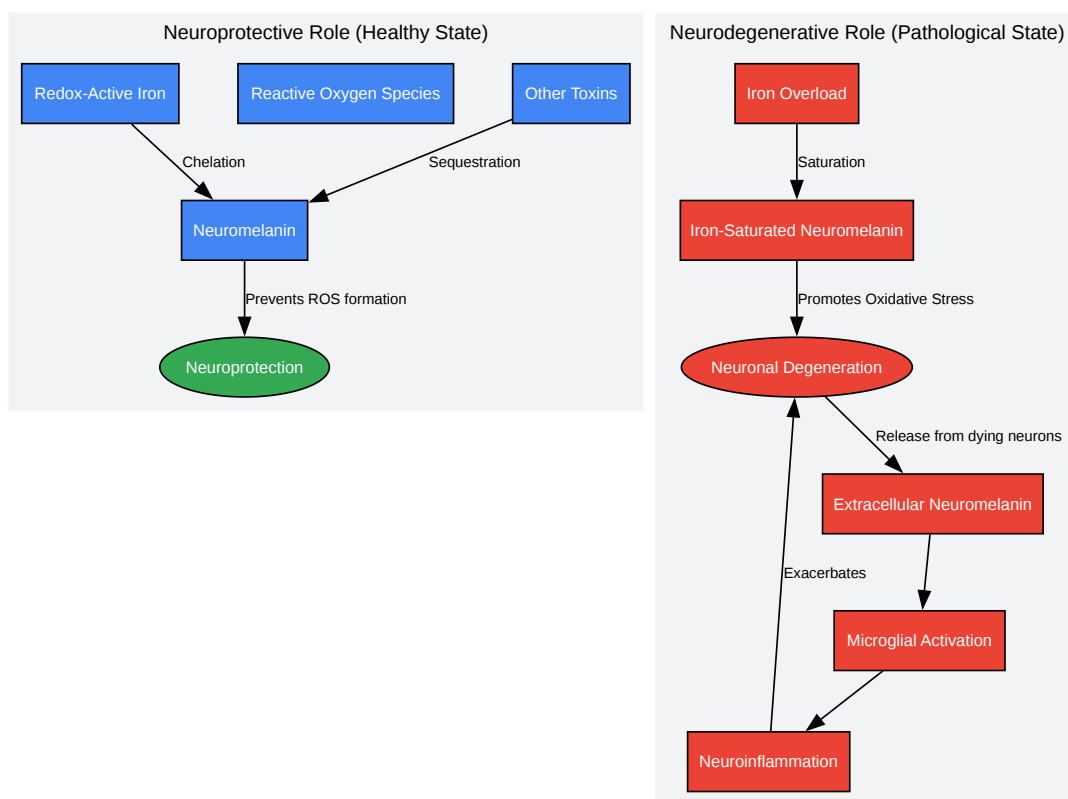 Neuroprotective Role (Healthy State)
Redox-Active Iron
Reactive Oxygen Species
Other Toxins
Chelation
Sequestration
Neuromelanin
Prevents ROS formation
Neuroprotection
Neurodegenerative Role (Pathological State)
Iron Overload
Saturation
Iron-Saturated Neuromelanin
Promotes Oxidative Stress
Neuronal Degeneration
Release from dying neurons
Extracellular Neuromelanin
Exacerbates
Microglial Activation
Neuroinflammation